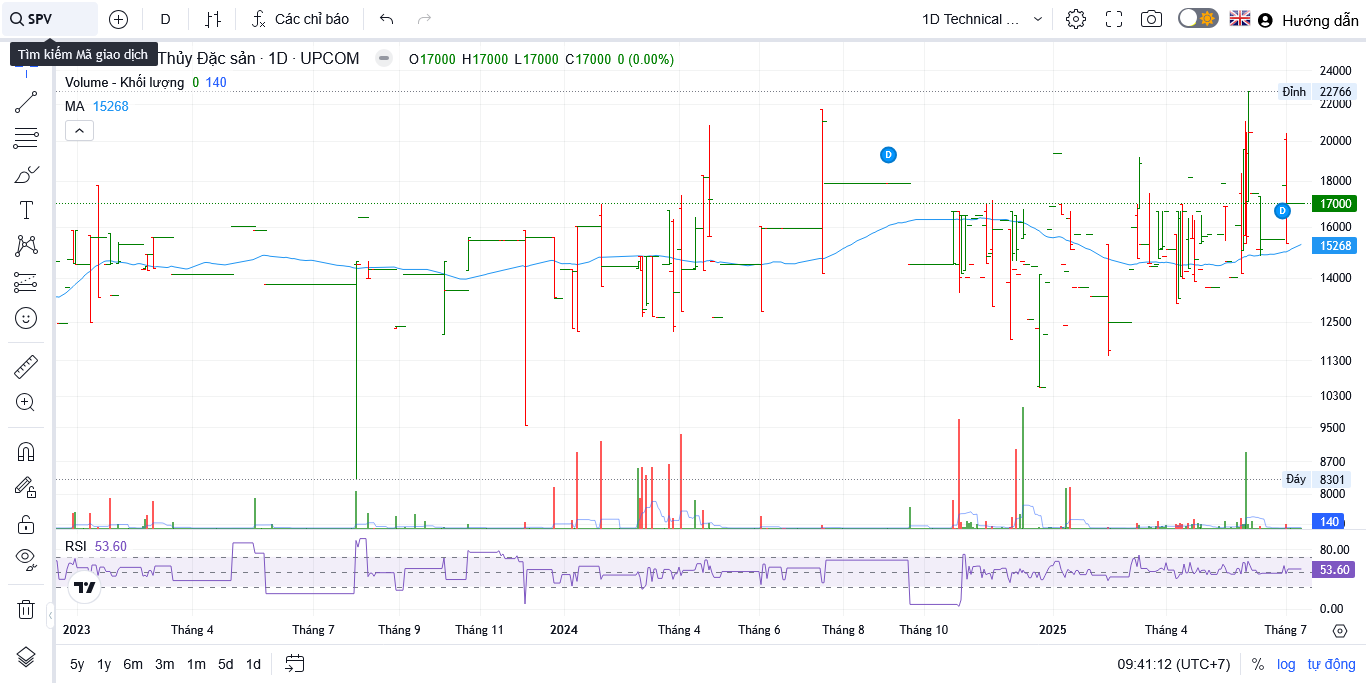 SPV
D
Các chỉ báo
1D Technical ...
Hướng dẫn
Tìm kiếm Mã giao dịch
Thủy Đặc sản · 1D · UPCOM
O17000 H17000 L17000 C17000 0 (0.00%)
Volume - Khối lượng 0 140
MA 15268
24000
Đỉnh 22766
22000
20000
18000
17000
16000
15268
14000
12500
11300
10300
9500
8700
Đáy 8301
8000
140
D
D
RSI 53.60
80.00
53.60
0.00
2023 Tháng 4 Tháng 7 Tháng 9 Tháng 11 2024 Tháng 4 Tháng 6 Tháng 8 Tháng 10 2025 Tháng 4 Tháng 7
5y 1y 6m 3m 1m 5d 1d
09:41:12 (UTC+7) % log tự động